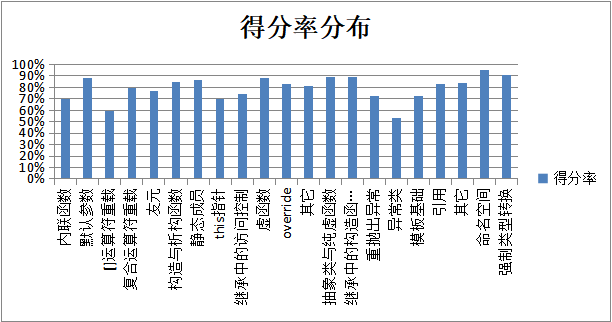 得分率分布
100%
90%
80%
70%
60%
50%
40%
30%
20%
10%
0%
内联函数
默认参数
[]运算符重载
复合运算符重载
友元
构造与析构函数
静态成员
this指针
继承中的访问控制
虚函数
override
其它
抽象类与纯虚函数
继承中的构造函…
重抛出异常
异常类
模板基础
引用
其它
命名空间
强制类型转换
得分率